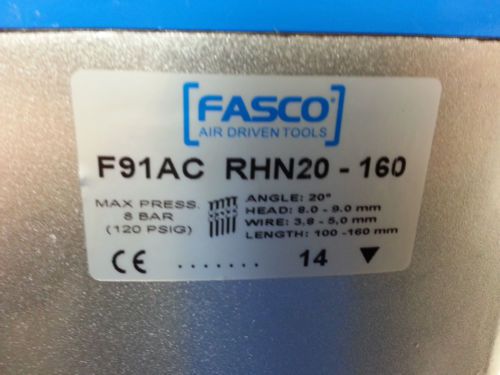 [FASCO]
AIR DRIVEN TOOLS
F91AC RHN20 - 160
MAX PRESS.
8 BAR
(120 PSIG)
ANGLE: 20°
HEAD: 8.0 - 9.0 mm
WIRE: 3,8 - 5,0 mm
LENGTH: 100 -160 mm
CE ....... 14 ▼